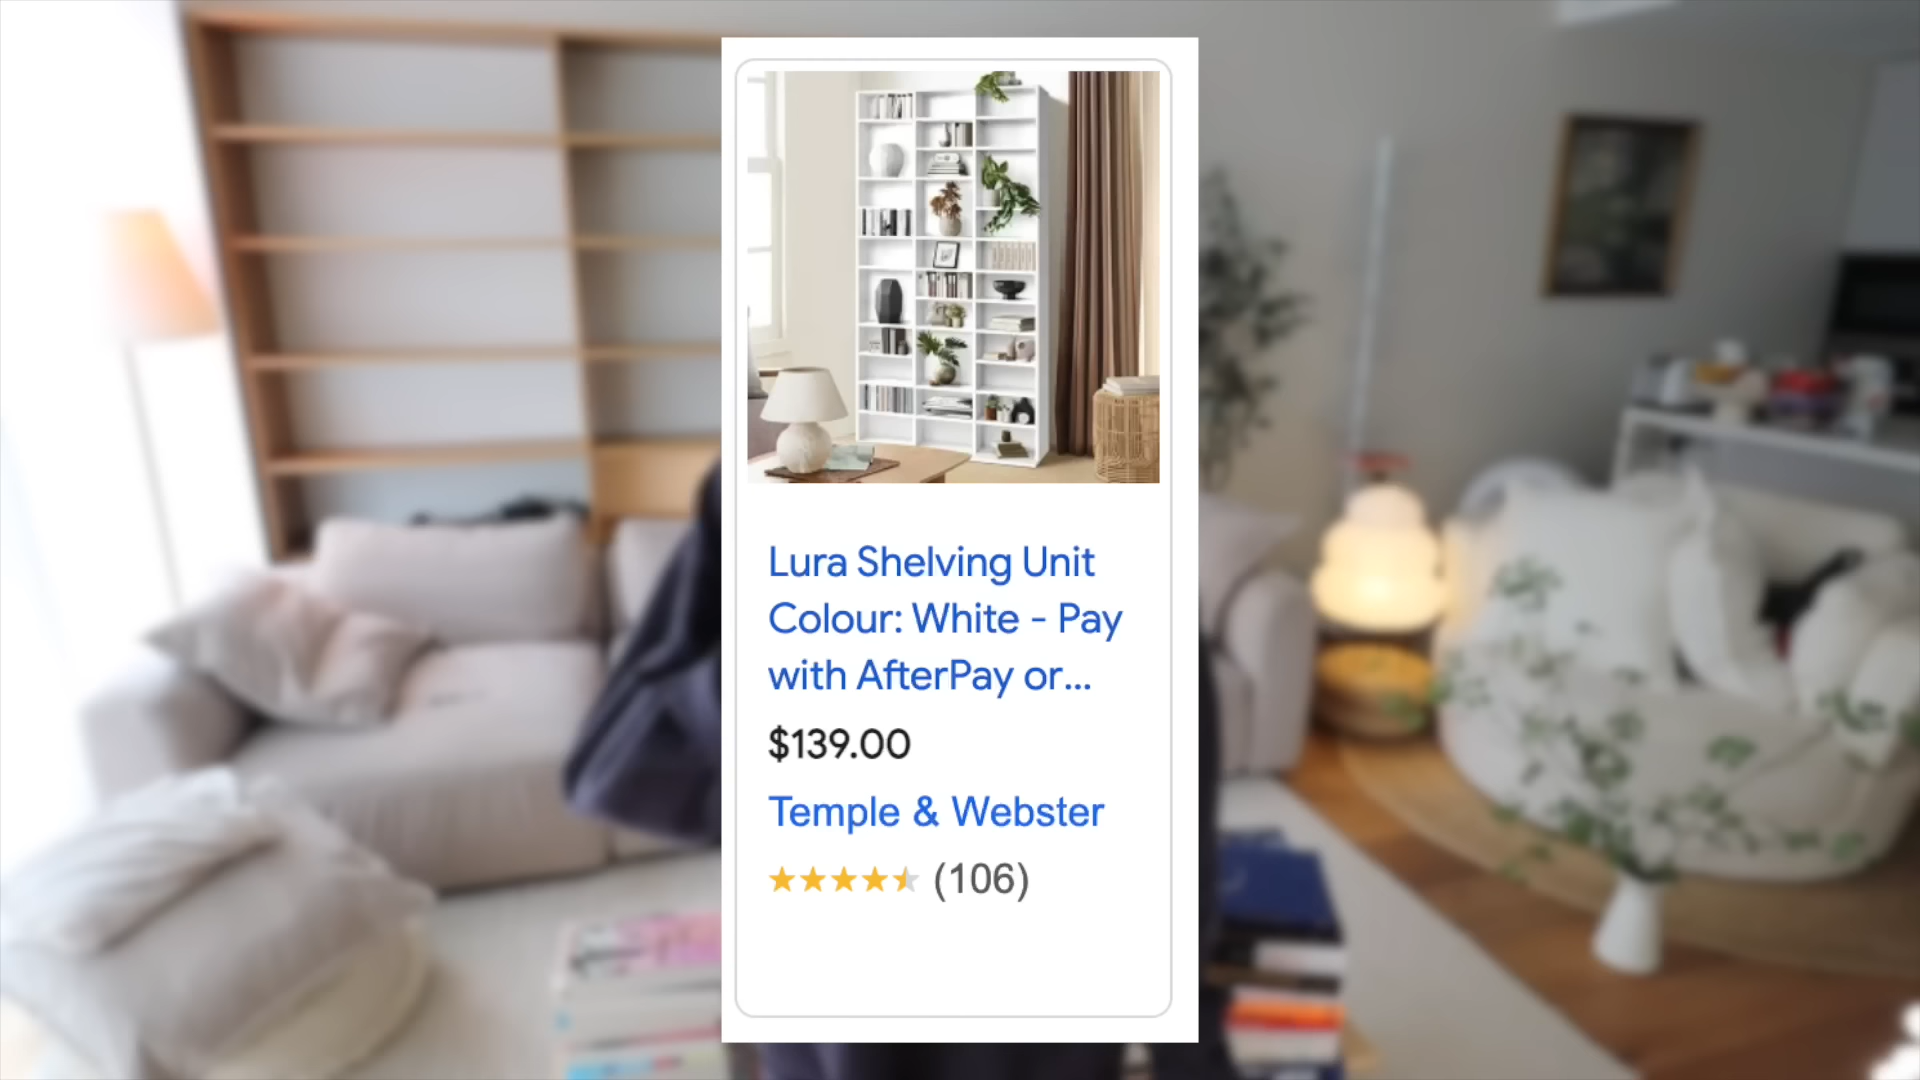 Lura Shelving Unit
Colour: White - Pay
with AfterPay or...
$139.00
Temple & Webster
(106)